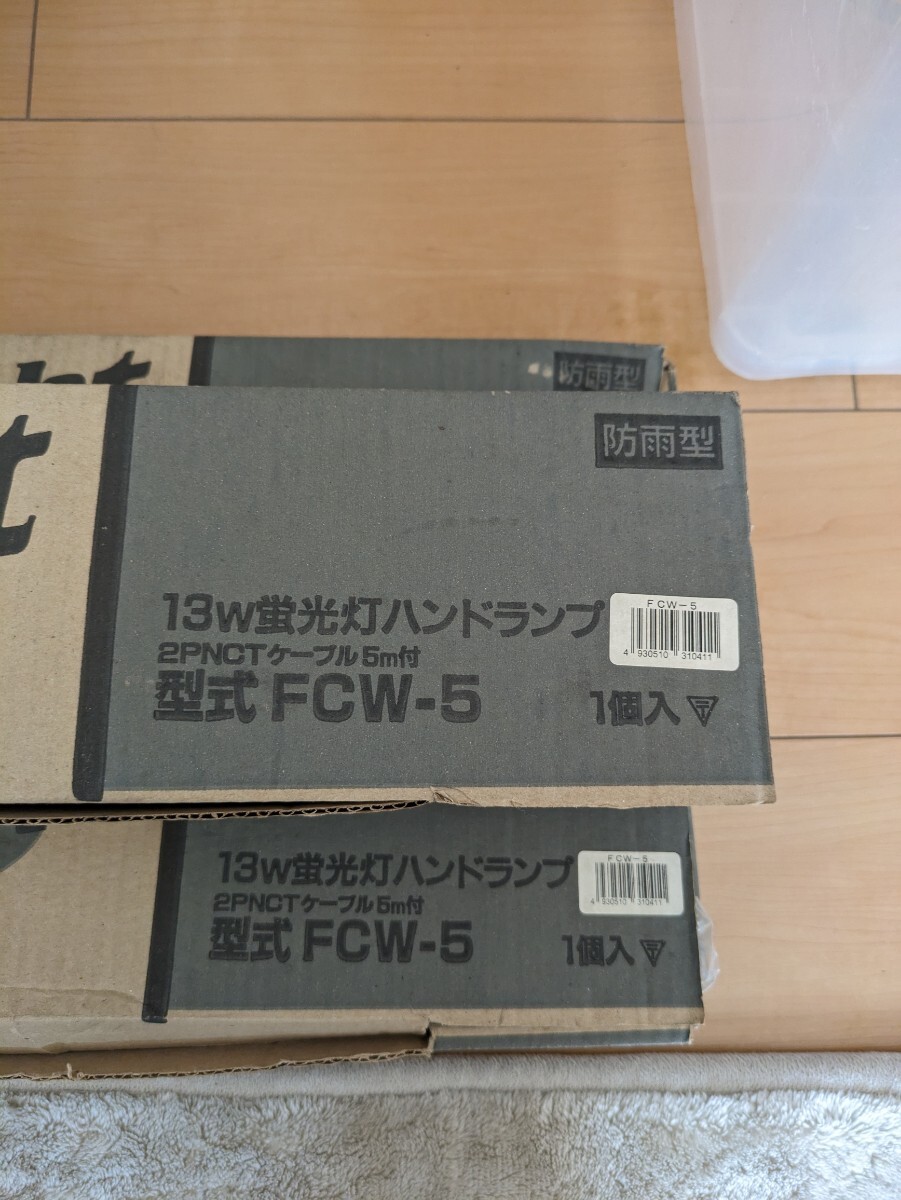 ht
防雨型
t
防雨型
13W蛍光灯ハンドランプ
2PNCTケーブル5m付
型式 FCW-5
1個入
FCW-5
4 930510 310411
13W蛍光灯ハンドランプ
2PNCTケーブル5m付
型式 FCW-5
1個入
FCW-5
4 930510 310411